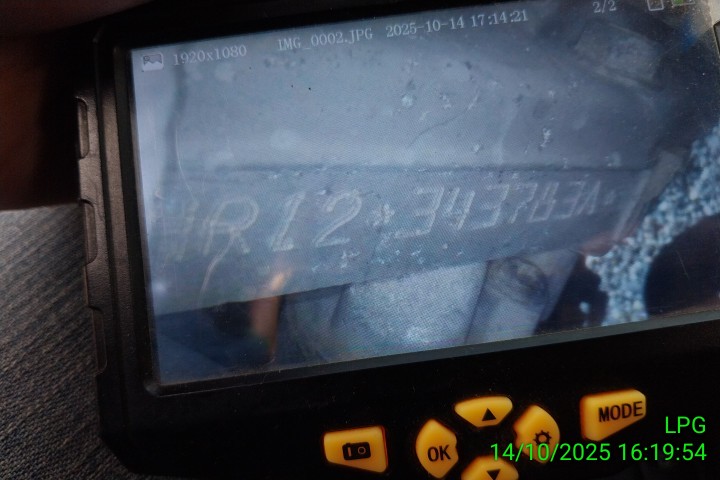 1920x1080 IMG_0002.JPG 2025-10-14 17:14:21 2/2
HR12*343783A*
OK
MODE
LPG
14/10/2025 16:19:54